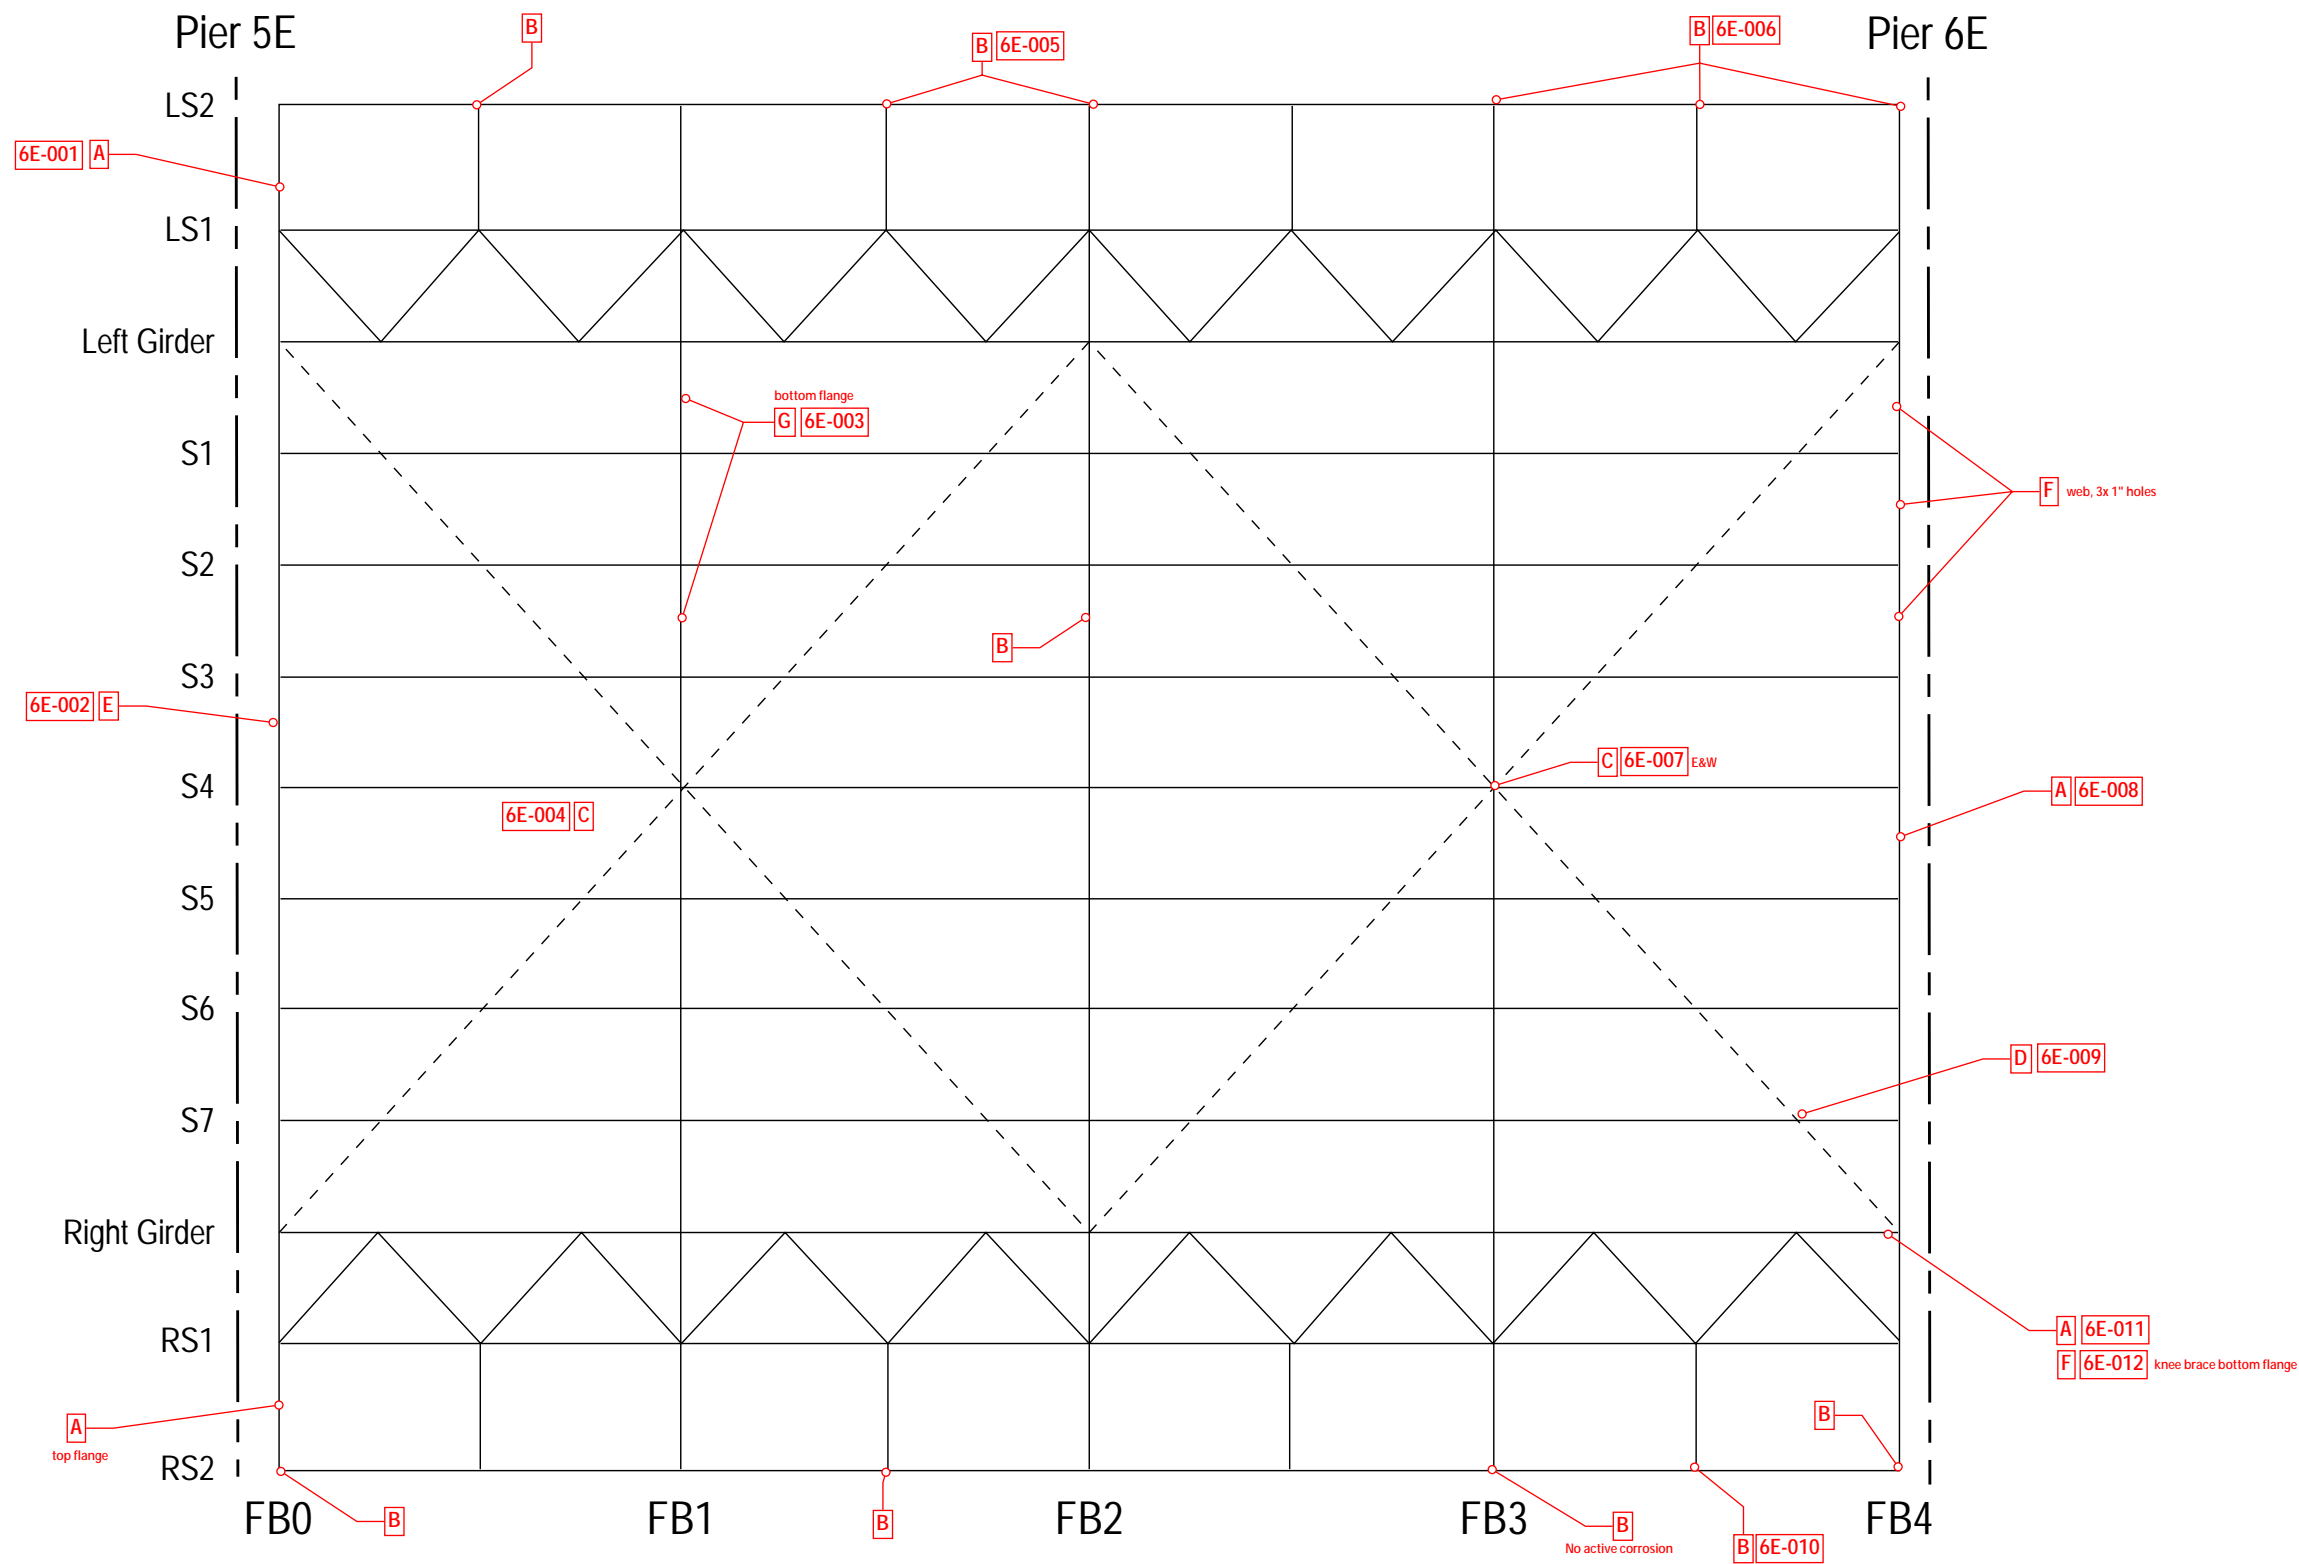 Pier 5E
B
B 6E-005
B 6E-006
Pier 6E
LS2
6E-001 A
LS1
Left Girder
bottom flange
G 6E-003
S1
F web, 3x 1" holes
S2
B
S3
6E-002 E
C 6E-007 E&W
S4
A 6E-008
6E-004 C
S5
S6
D 6E-009
S7
Right Girder
A 6E-011
RS1
F 6E-012 knee brace bottom flange
B
A
top flange
RS2
FB0
B
FB1
B
FB2
FB3
B
No active corrosion
B 6E-010
FB4